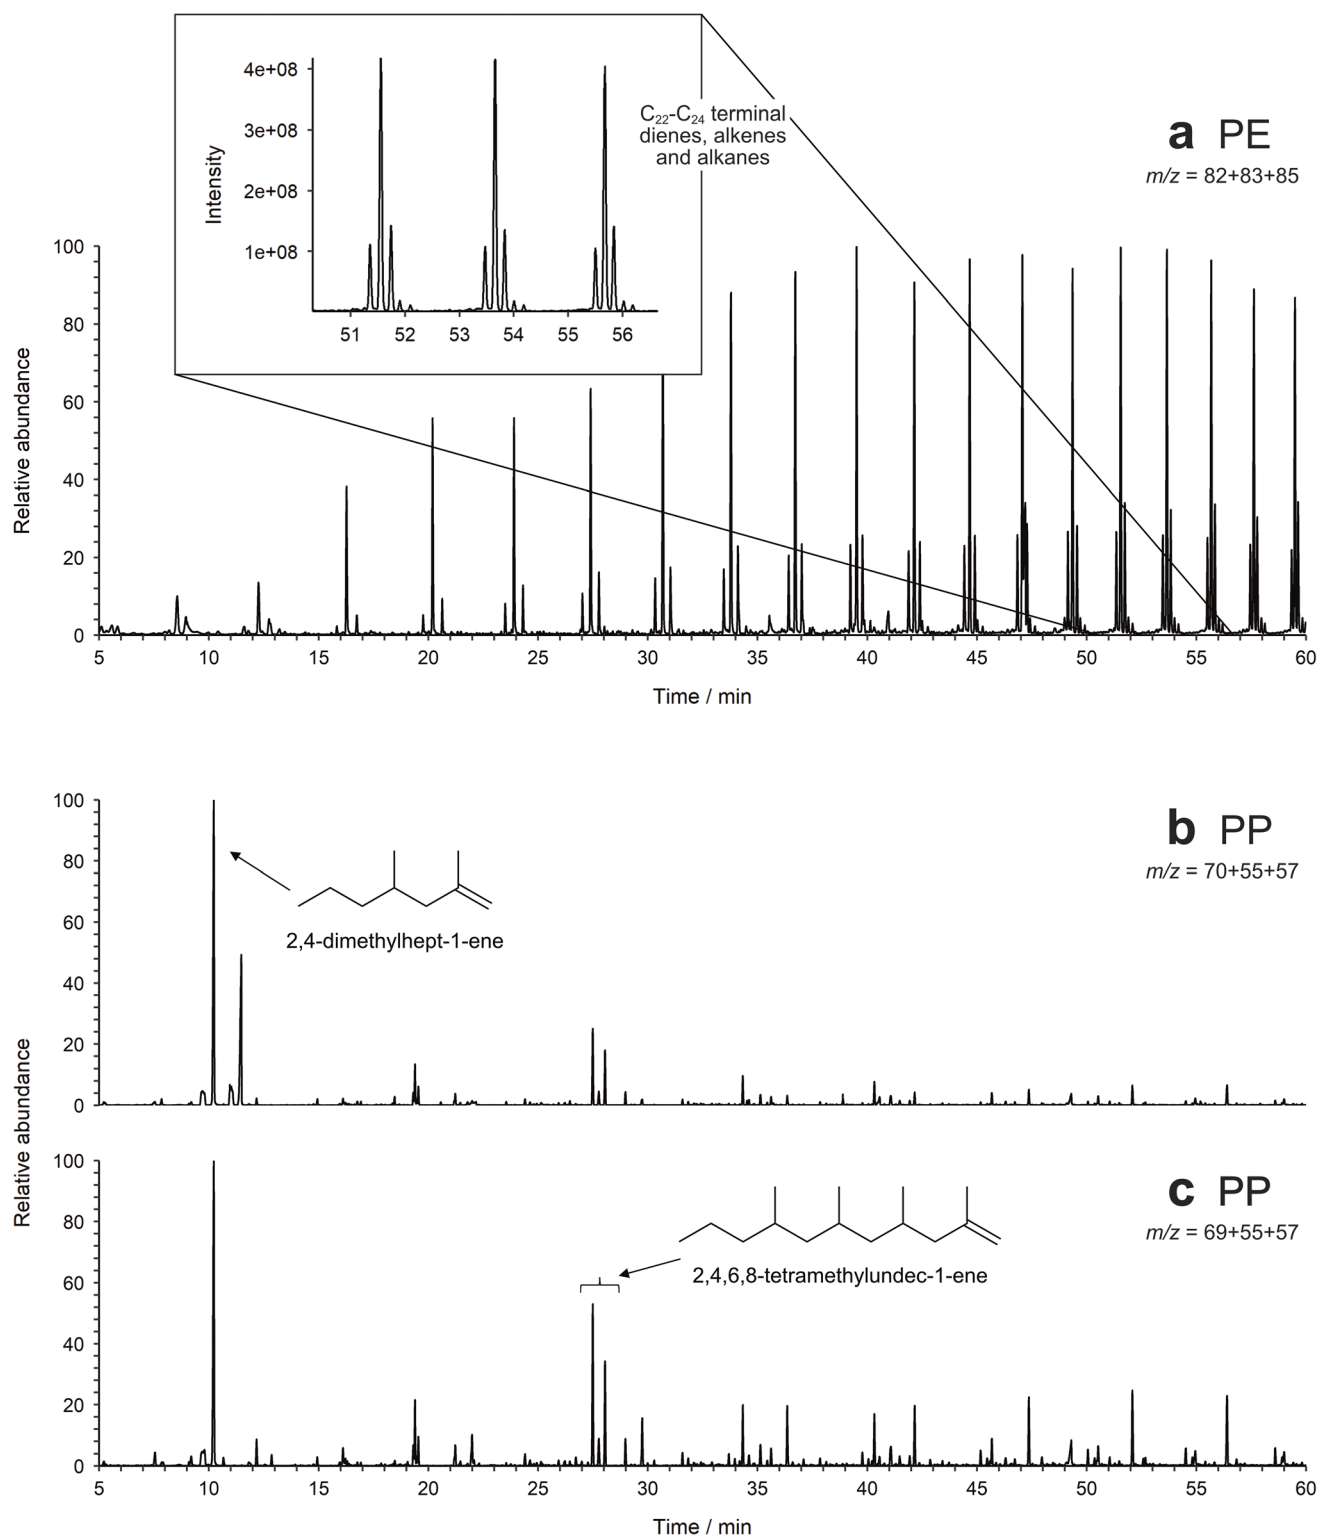 4e+08
3e+08
2e+08
1e+08
Intensity
51 52 53 54 55 56
C22-C24 terminal
dienes, alkenes
and alkanes
a PE
m/z = 82+83+85
100
80
60
40
20
0
Relative abundance
5 10 15 20 25 30 35 40 45 50 55 60
Time / min
b PP
m/z = 70+55+57
100
80
60
40
20
0
2,4-dimethylhept-1-ene
Relative abundance
c PP
m/z = 69+55+57
100
80
60
40
20
0
2,4,6,8-tetramethylundec-1-ene
5 10 15 20 25 30 35 40 45 50 55 60
Time / min